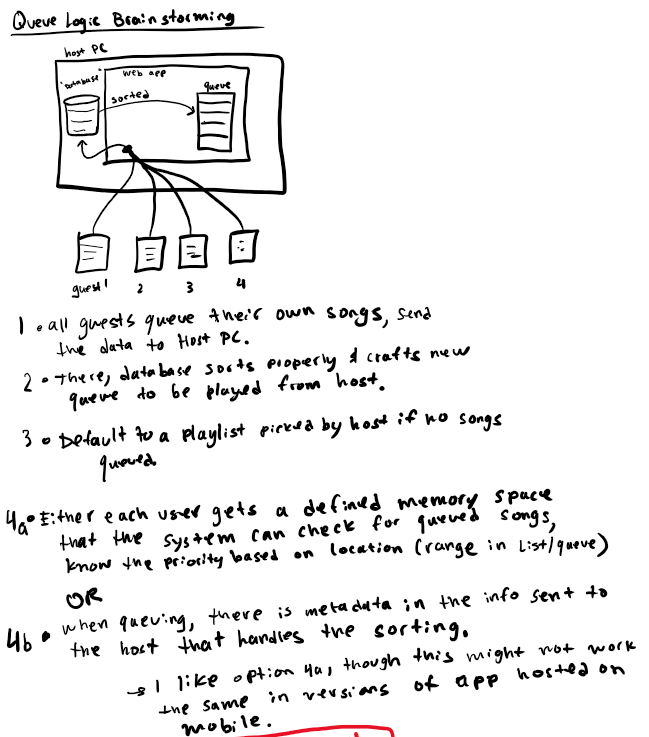 Queue Logic Brainstorming
host PC
"Database"
web app
sorted
queue
guest 1
2
3
4
1 • all guests queue their own songs, send
the data to Host PC.
2 • There, database sorts properly & crafts new
queue to be played from host.
3 • Default to a playlist picked by host if no songs
queued.
4a • Either each user gets a defined memory space
that the system can check for queued songs,
know the priority based on location (range in list/queue)
OR
4b • when queuing, there is metadata in the info sent to
the host that handles the sorting.
→ I like option 4a, though this might not work
the same in versions of app hosted on
mobile.